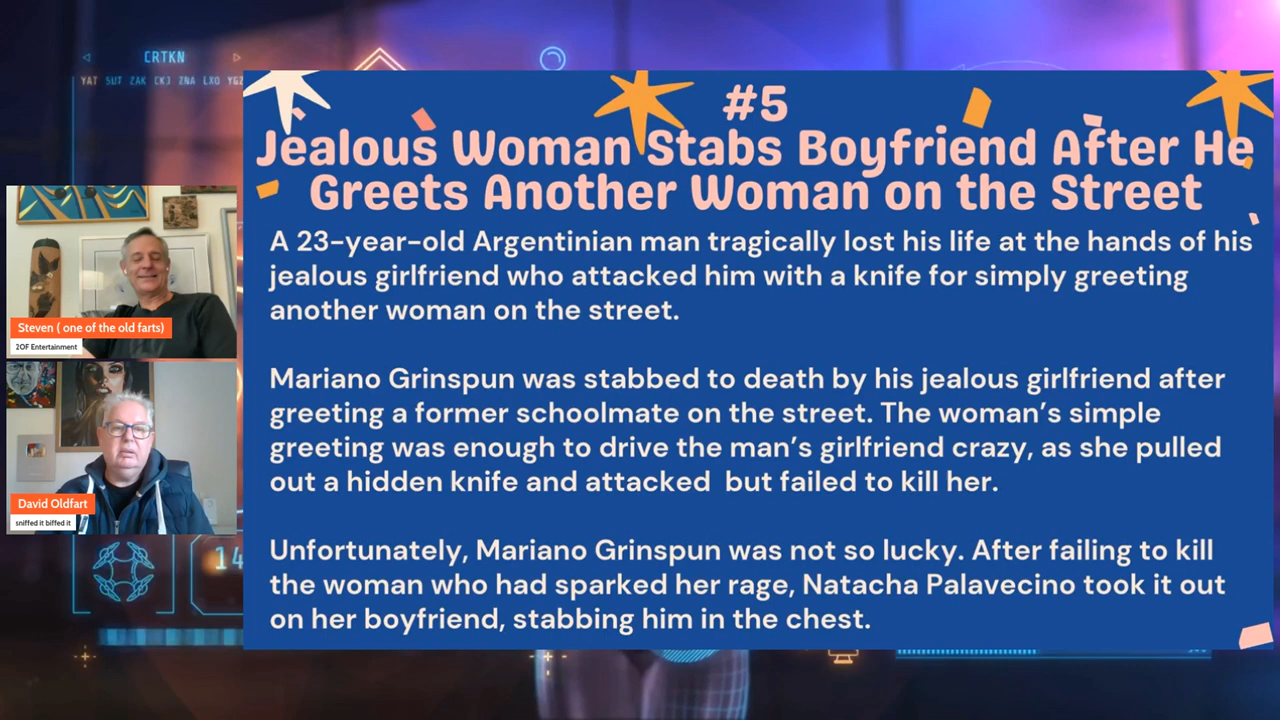 CRTKN
YAT SUT ZAK CKJ ZNA LXO YGZ
#5
Jealous Woman Stabs Boyfriend After He
Greets Another Woman on the Street
A 23-year-old Argentinian man tragically lost his life at the hands of his
jealous girlfriend who attacked him with a knife for simply greeting
another woman on the street.
Mariano Grinspun was stabbed to death by his jealous girlfriend after
greeting a former schoolmate on the street. The woman’s simple
greeting was enough to drive the man’s girlfriend crazy, as she pulled
out a hidden knife and attacked  but failed to kill her.
Unfortunately, Mariano Grinspun was not so lucky. After failing to kill
the woman who had sparked her rage, Natacha Palavecino took it out
on her boyfriend, stabbing him in the chest.
Steven ( one of the old farts)
2OF Entertainment
David Oldfart
sniffed it biffed it
14